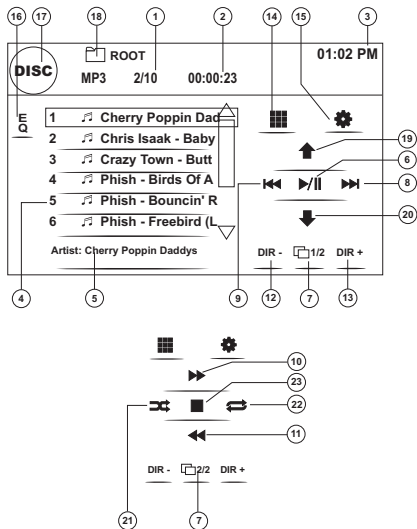 16 17 18 1 2 14 15 3
ROOT
01:02 PM
DISC
MP3 2/10 00:00:23
EQ
1 Cherry Poppin Dad
2 Chris Isaak - Baby
3 Crazy Town - Butt
4 Phish - Birds Of A
5 Phish - Bouncin' R
6 Phish - Freebird (L
19
6
8
20
Artist: Cherry Poppin Daddys
DIR - 1/2 DIR +
4 5 9 12 7 13
10
23
22
11
DIR - 2/2 DIR +
21 7